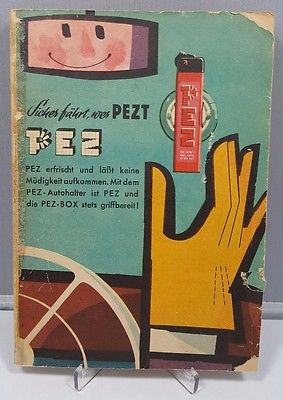 Sicher fährt, wer PEZT
PEZ
PEZ
PEZ erfrischt und läßt keine
Müdigkeit aufkommen. Mit dem
PEZ-Autohalter ist PEZ und
die PEZ-BOX stets griffbereit!